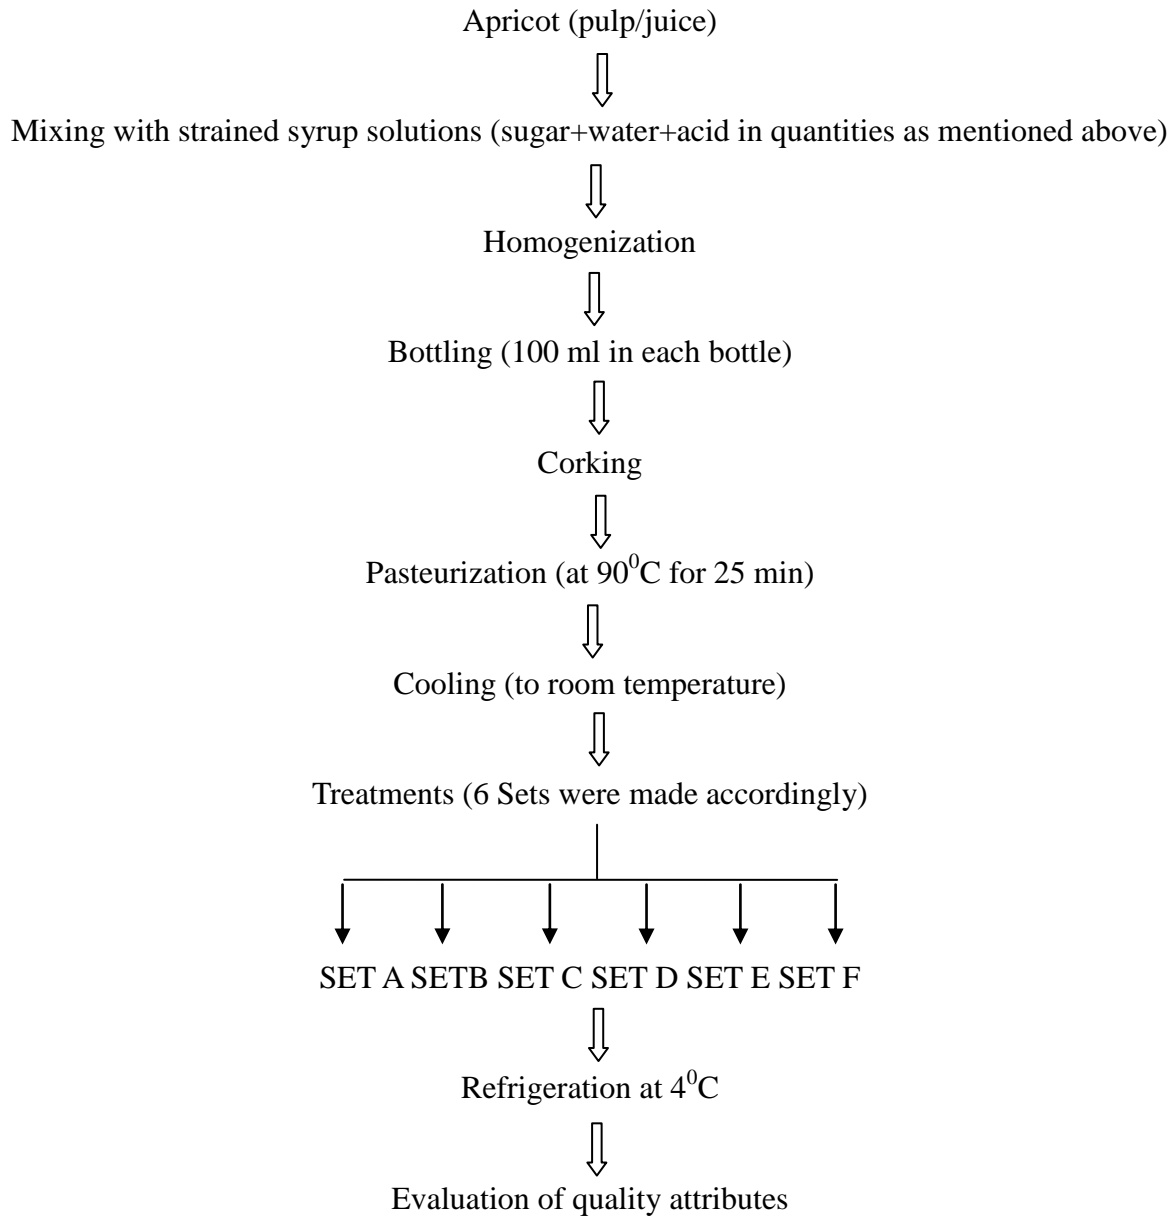 Apricot (pulp/juice)
Mixing with strained syrup solutions (sugar+water+acid in quantities as mentioned above)
Homogenization
Bottling (100 ml in each bottle)
Corking
Pasteurization (at 90⁰C for 25 min)
Cooling (to room temperature)
Treatments (6 Sets were made accordingly)
SET A SETB SET C SET D SET E SET F
Refrigeration at 4⁰C
Evaluation of quality attributes